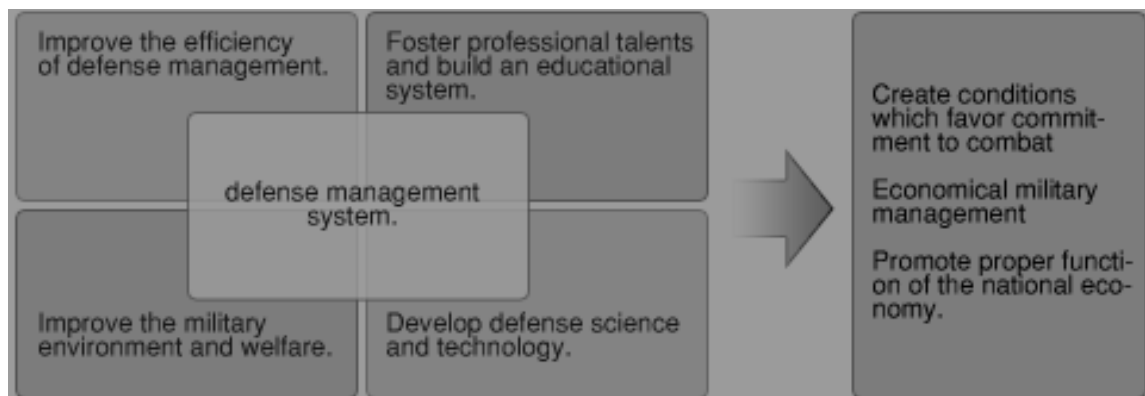 Improve the efficiency
of defense management.
Foster professional talents
and build an educational
system.
defense management
system.
Improve the military
environment and welfare.
Develop defense science
and technology.
Create conditions
which favor commit-
ment to combat
Economical military
management
Promote proper functi-
on of the national eco-
nomy.